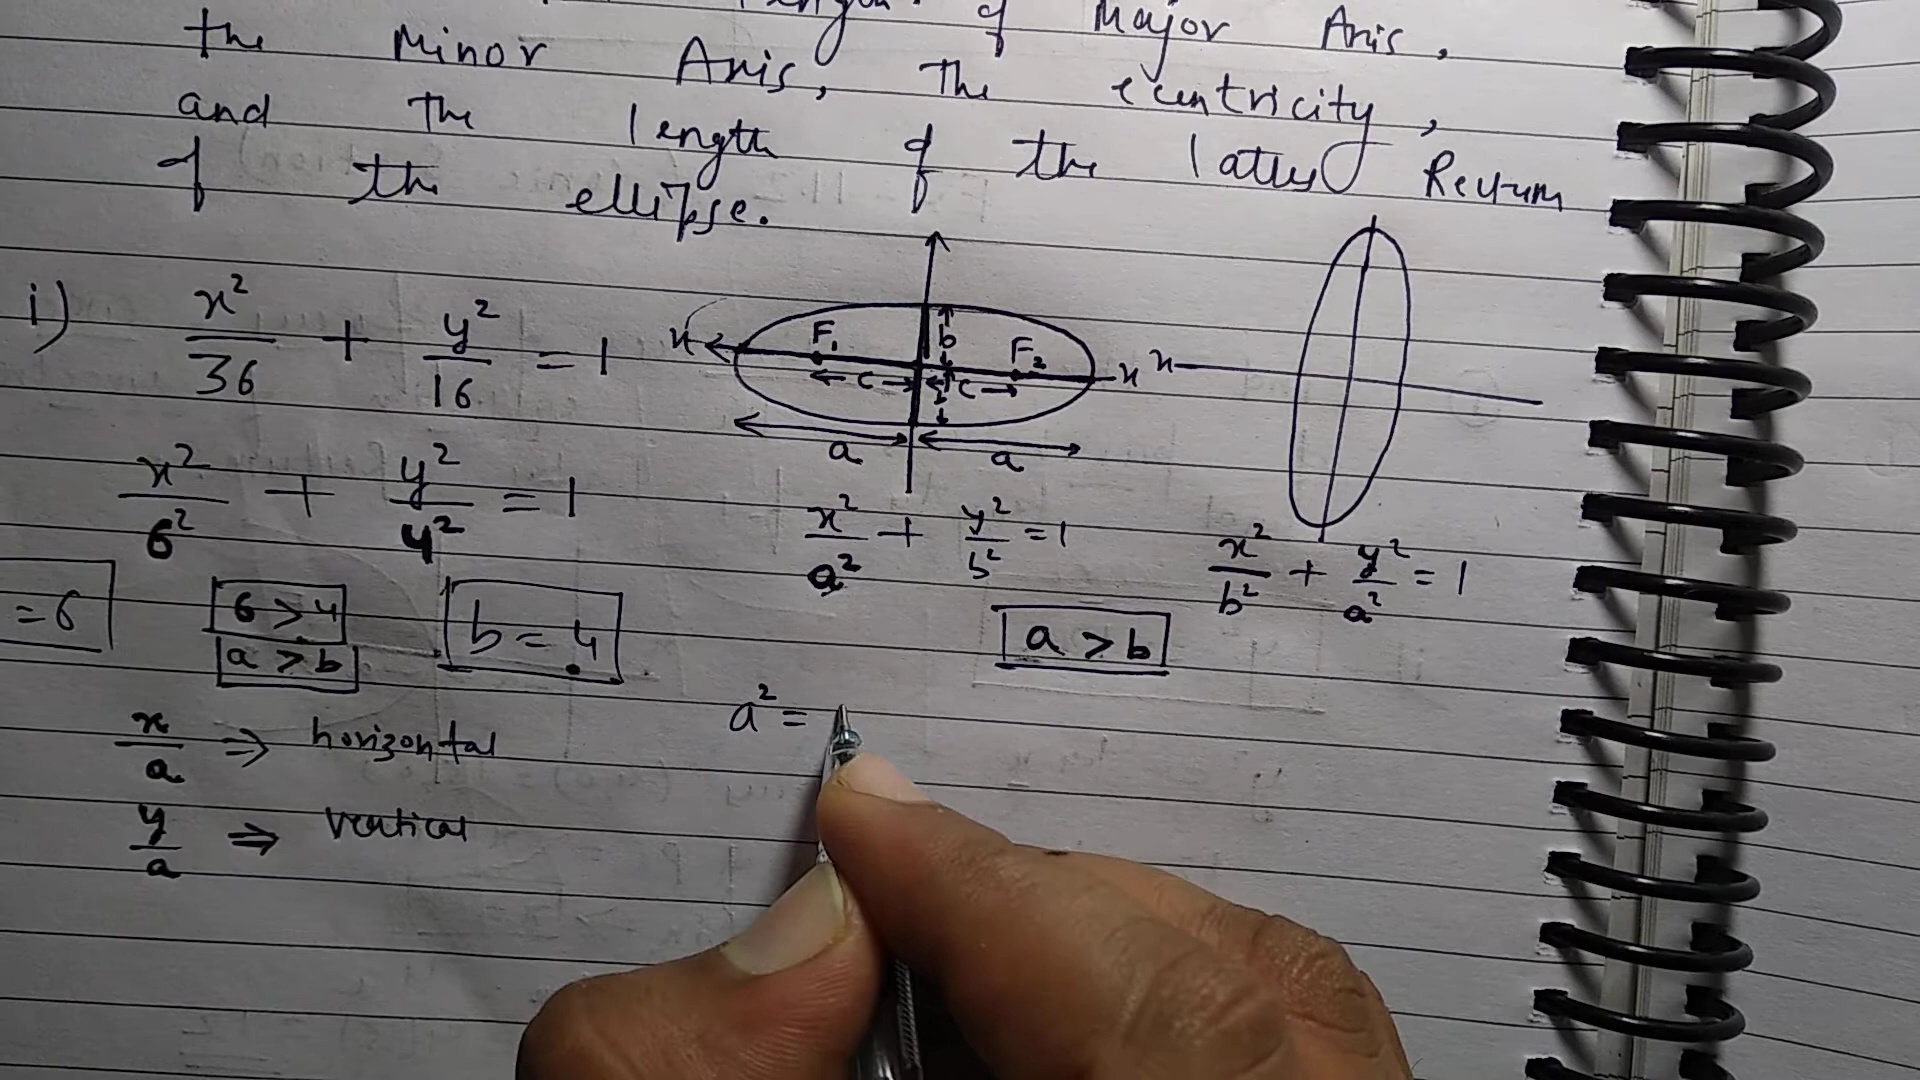 length of Major Axis,
the Minor Axis, The eccentricity,
and the length of the latus Rectum
of the ellipse.
i) x²/36 + y²/16 = 1
x²/6² + y²/4² = 1
= 6
6 > 4
a > b
b = 4
x/a ⇒ horizontal
y/a ⇒ vertical
x F₁ b F₂ x
c c
a a
x²/a² + y²/b² = 1
x
x²/b² + y²/a² = 1
a > b
a² =